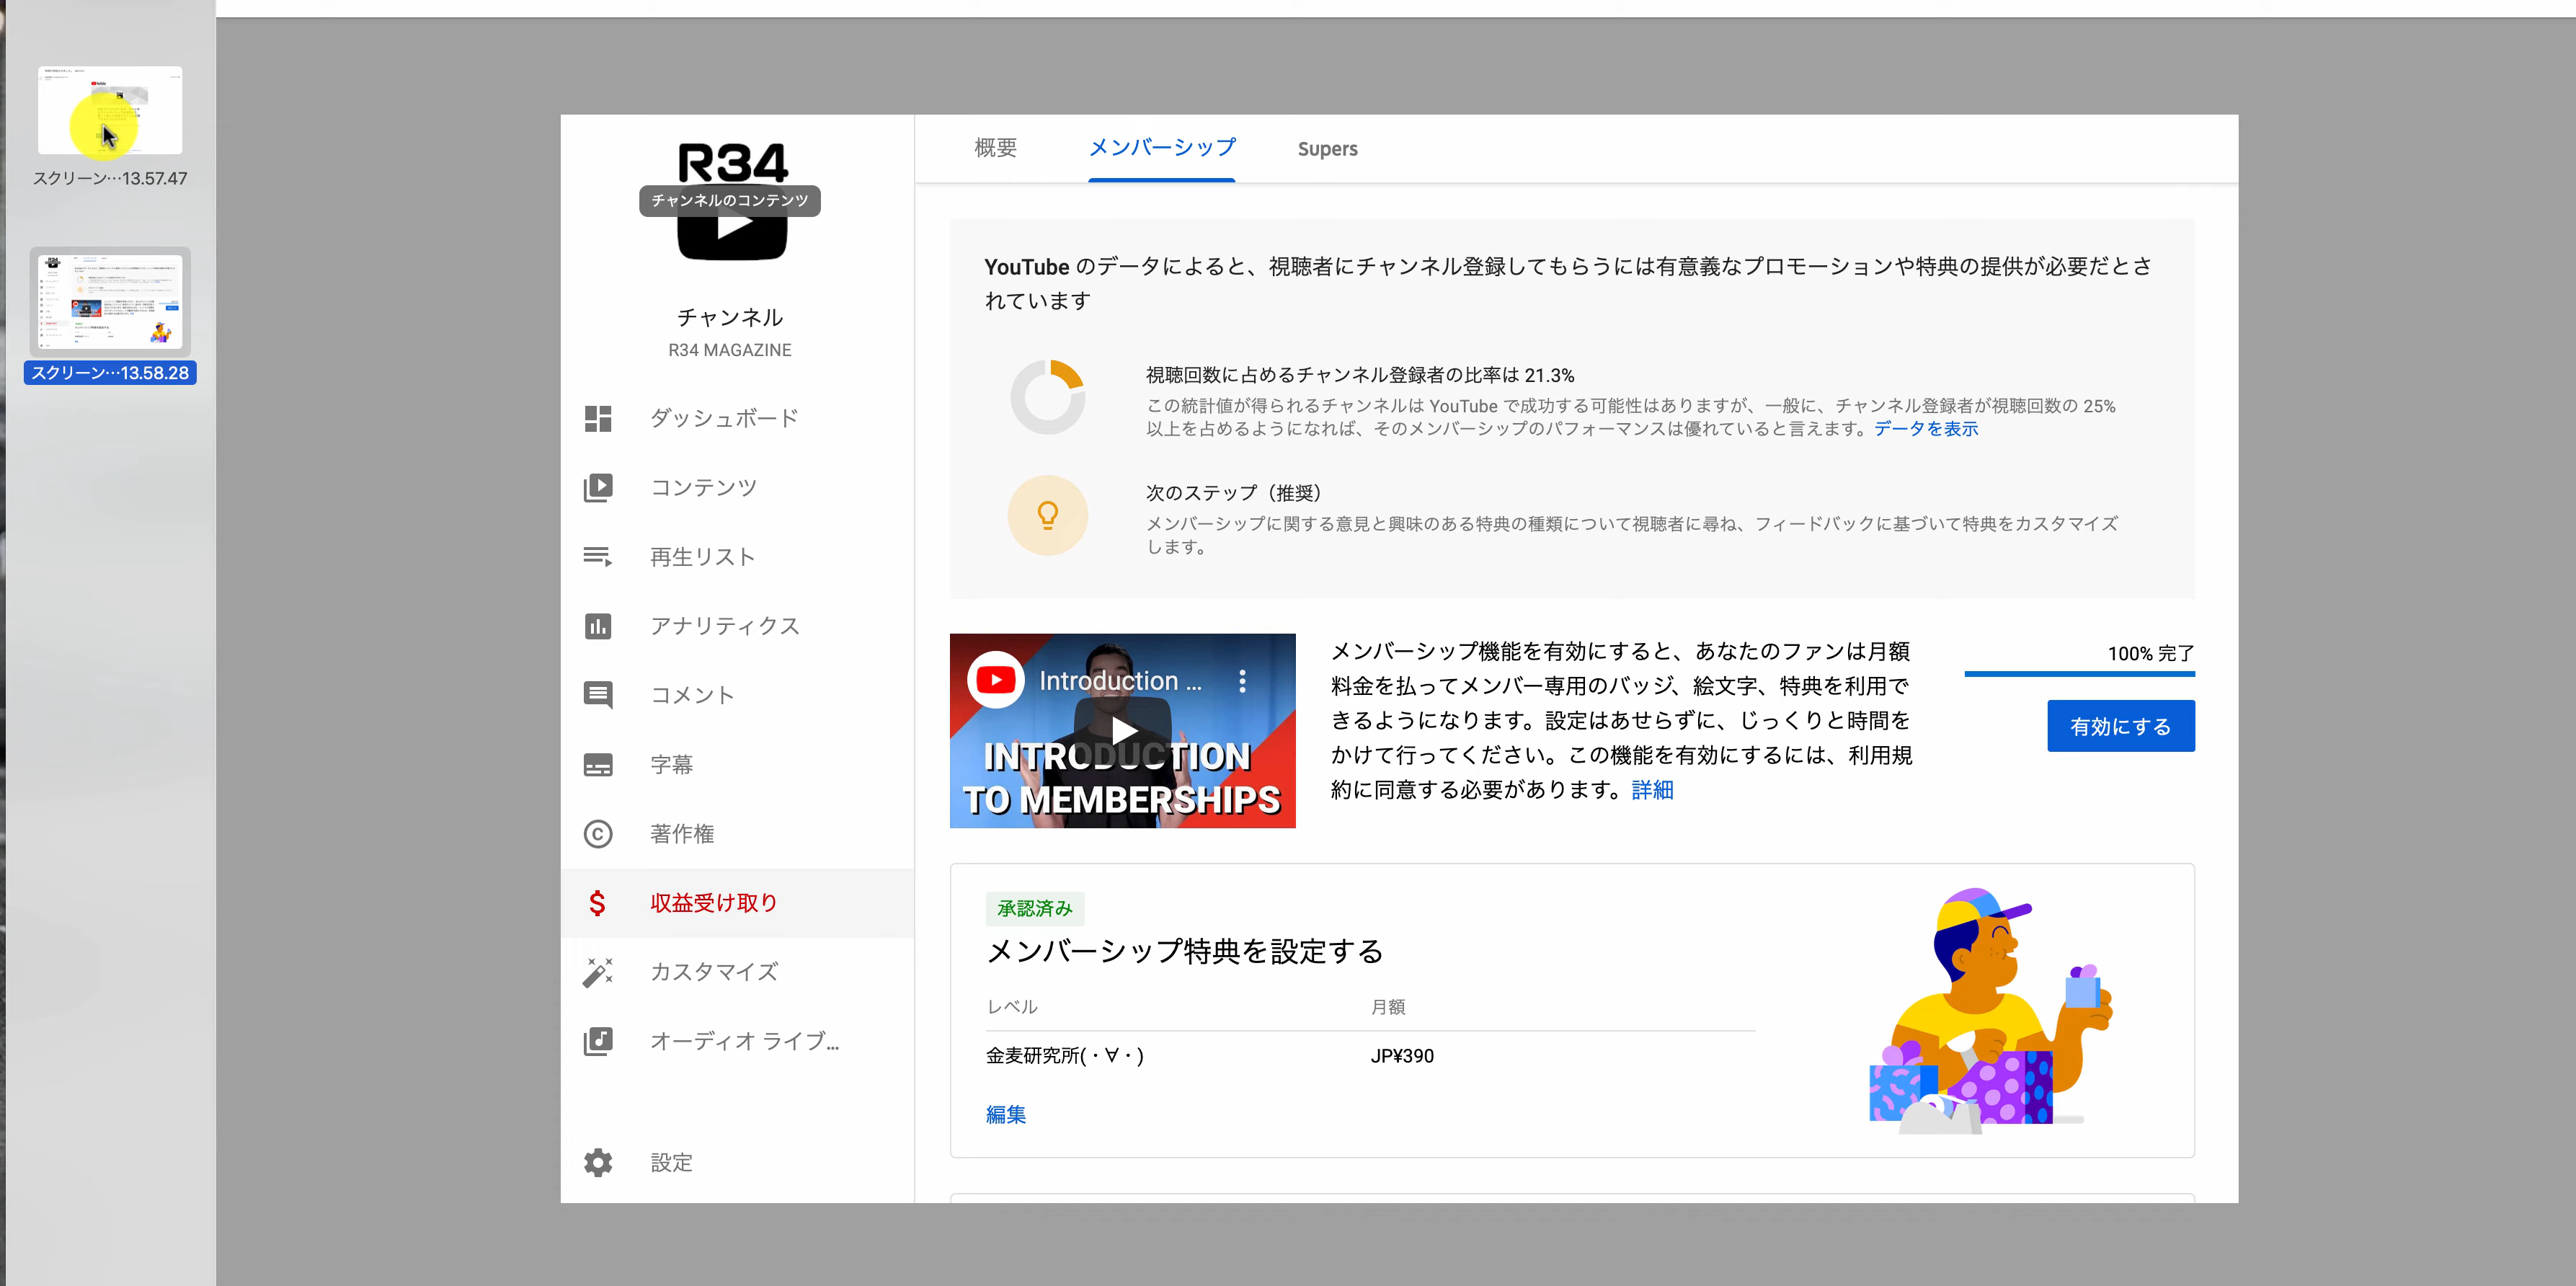 スクリーン…13.57.47
スクリーン…13.58.28
R34
チャンネルのコンテンツ
チャンネル
R34 MAGAZINE
ダッシュボード
コンテンツ
再生リスト
アナリティクス
コメント
字幕
著作権
収益受け取り
カスタマイズ
オーディオ ライブ...
設定
概要 メンバーシップ Supers
YouTube のデータによると、視聴者にチャンネル登録してもらうには有意義なプロモーションや特典の提供が必要だとさ
れています
視聴回数に占めるチャンネル登録者の比率は 21.3%
この統計値が得られるチャンネルは YouTube で成功する可能性はありますが、一般に、チャンネル登録者が視聴回数の 25%
以上を占めるようになれば、そのメンバーシップのパフォーマンスは優れていると言えます。データを表示
次のステップ（推奨）
メンバーシップに関する意見と興味のある特典の種類について視聴者に尋ね、フィードバックに基づいて特典をカスタマイズ
します。
Introduction ...
INTRODUCTION
TO MEMBERSHIPS
メンバーシップ機能を有効にすると、あなたのファンは月額
料金を払ってメンバー専用のバッジ、絵文字、特典を利用で
きるようになります。設定はあせらずに、じっくりと時間を
かけて行ってください。この機能を有効にするには、利用規
約に同意する必要があります。詳細
100% 完了
有効にする
承認済み
メンバーシップ特典を設定する
レベル 月額
金麦研究所(・∀・) JP¥390
編集